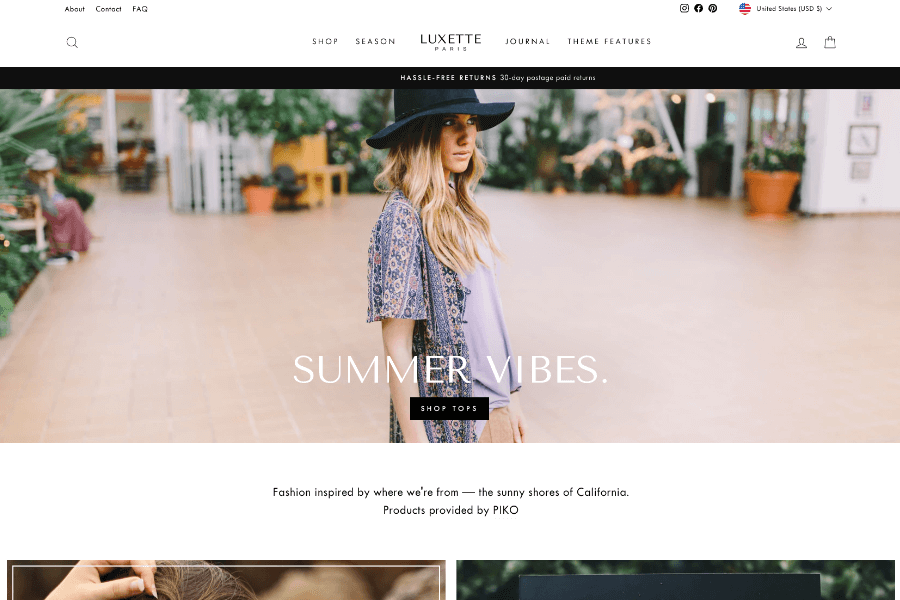 About Contact FAQ
United States (USD $)
SHOP SEASON LUXETTE JOURNAL THEME FEATURES
PARIS
HASSLE-FREE RETURNS 30-day postage paid returns
SUMMER VIBES.
SHOP TOPS
Fashion inspired by where we're from — the sunny shores of California.
Products provided by PIKO